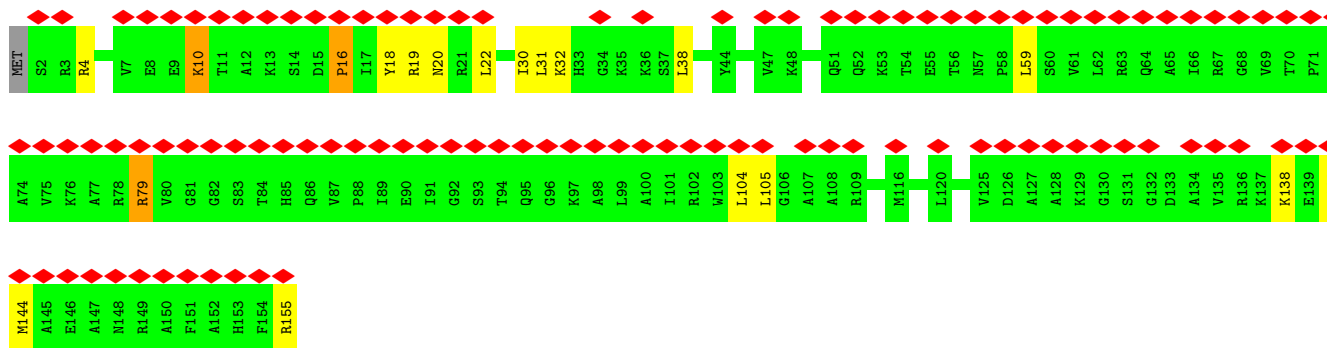 MET S2 R3 R4 V7 E8 E9 K10 T11 A12 K13 S14 D15 P16 I17 Y18 R19 N20 R21 L22 I30 L31 K32 H33 G34 K35 K36 S37 L38 Y44 V47 K48 Q51 Q52 K53 T54 E55 T56 N57 P58 L59 S60 V61 L62 R63 Q64 A65 I66 R67 G68 V69 T70 P71
A74 V75 K76 A77 R78 R79 V80 G81 G82 S83 T84 H85 Q86 V87 P88 I89 E90 I91 G92 S93 T94 Q95 G96 K97 A98 L99 A100 I101 R102 W103 L104 L105 G106 A107 A108 R109 M116 L120 V125 D126 A127 A128 K129 G130 S131 G132 D133 A134 V135 R136 K137 K138 E139
M144 A145 E146 A147 N148 R149 A150 F151 A152 H153 F154 R155